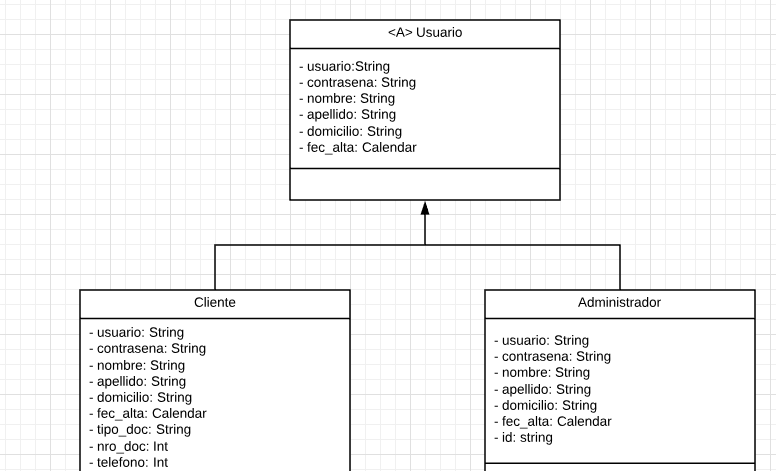 <A> Usuario
- usuario:String
- contrasena: String
- nombre: String
- apellido: String
- domicilio: String
- fec_alta: Calendar
Cliente
- usuario: String
- contrasena: String
- nombre: String
- apellido: String
- domicilio: String
- fec_alta: Calendar
- tipo_doc: String
- nro_doc: Int
- telefono: Int
Administrador
- usuario: String
- contrasena: String
- nombre: String
- apellido: String
- domicilio: String
- fec_alta: Calendar
- id: string